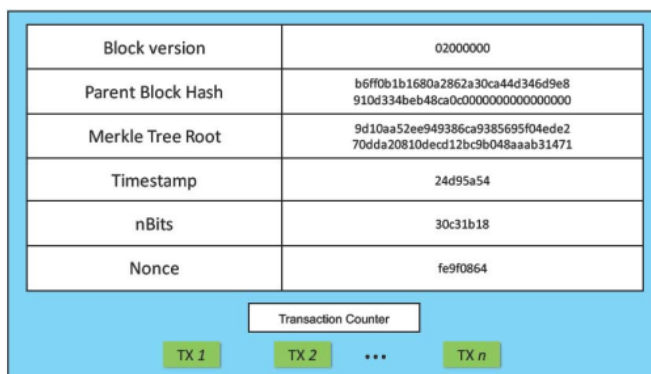 Block version
02000000
Parent Block Hash
b6ff0b1b1680a2862a30ca44d346d9e8
910d334beb48ca0c0000000000000000
Merkle Tree Root
9d10aa52ee949386ca9385695f04ede2
70dda20810decd12bc9b048aaab31471
Timestamp
24d95a54
nBits
30c31b18
Nonce
fe9f0864
Transaction Counter
TX 1
TX 2
•••
TX n